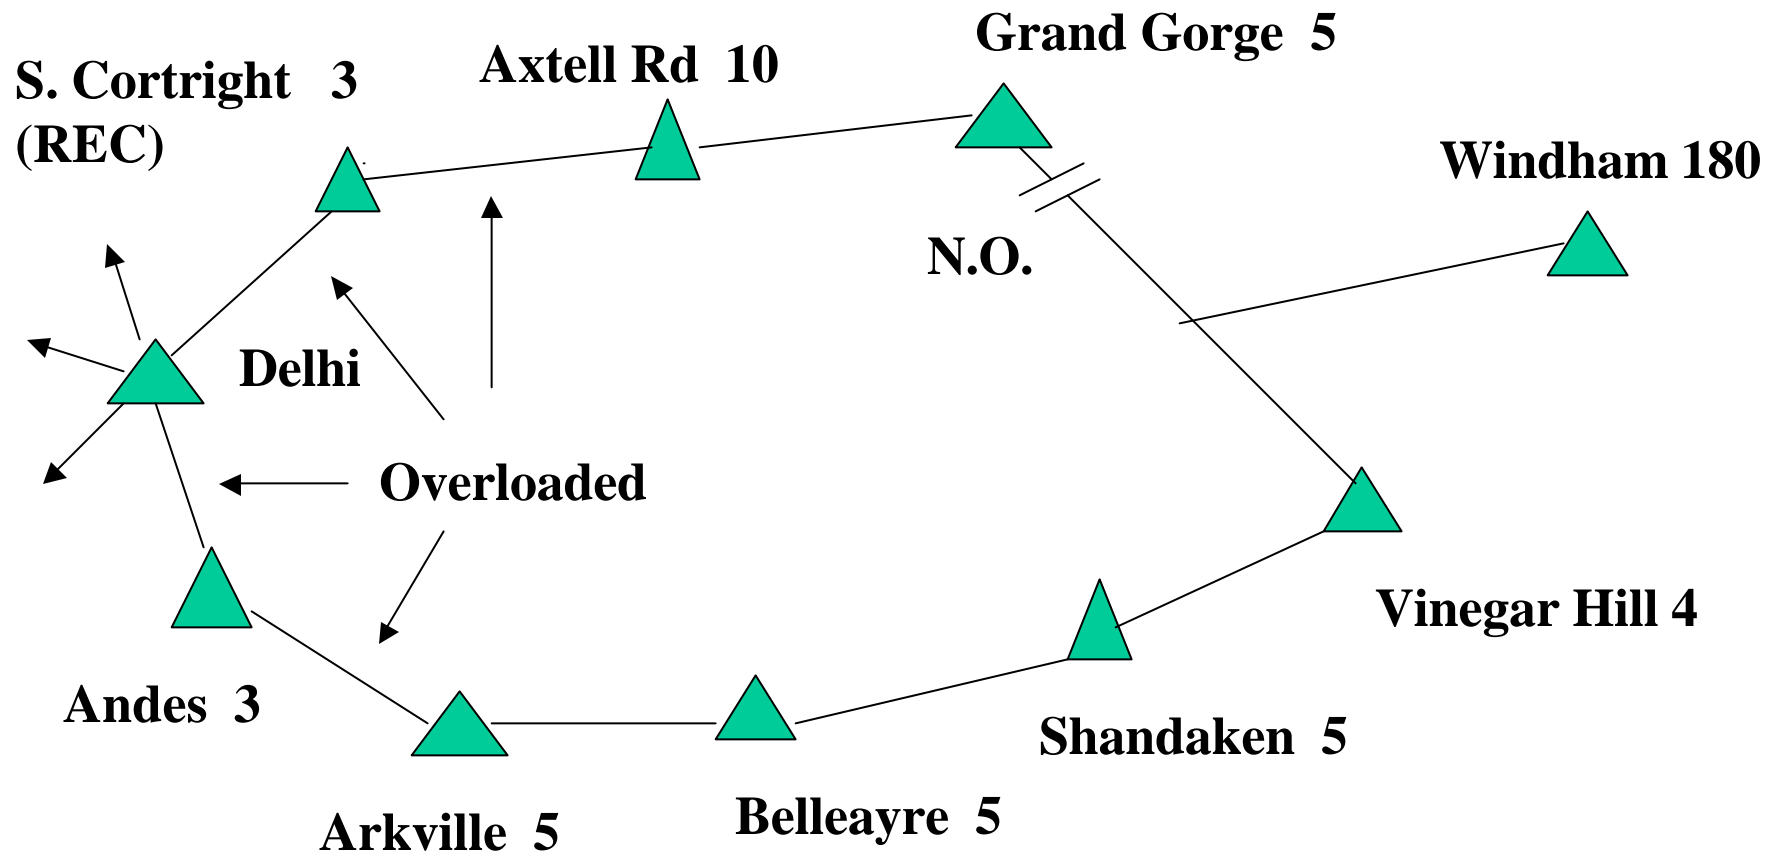 Grand Gorge 5
Axtell Rd 10
S. Cortright 3
(REC)
Windham 180
N.O.
Delhi
Overloaded
Vinegar Hill 4
Andes 3
Shandaken 5
Belleayre 5
Arkville 5